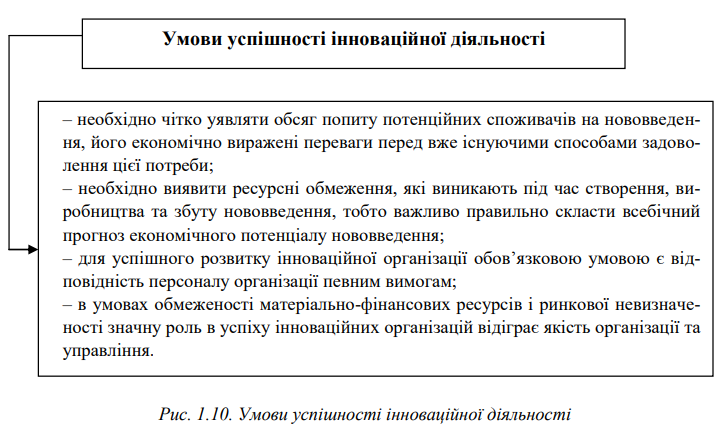 Умови успішності інноваційної діяльності
– необхідно чітко уявляти обсяг попиту потенційних споживачів на нововведен-
ня, його економічно виражені переваги перед вже існуючими способами задово-
лення цієї потреби;
– необхідно виявити ресурсні обмеження, які виникають під час створення, ви-
робництва та збуту нововведення, тобто важливо правильно скласти всебічний
прогноз економічного потенціалу нововведення;
– для успішного розвитку інноваційної організації обов’язковою умовою є від-
повідність персоналу організації певним вимогам;
– в умовах обмеженості матеріально-фінансових ресурсів і ринкової невизначе-
ності значну роль в успіху інноваційних організацій відіграє якість організації та
управління.
Рис. 1.10. Умови успішності інноваційної діяльності